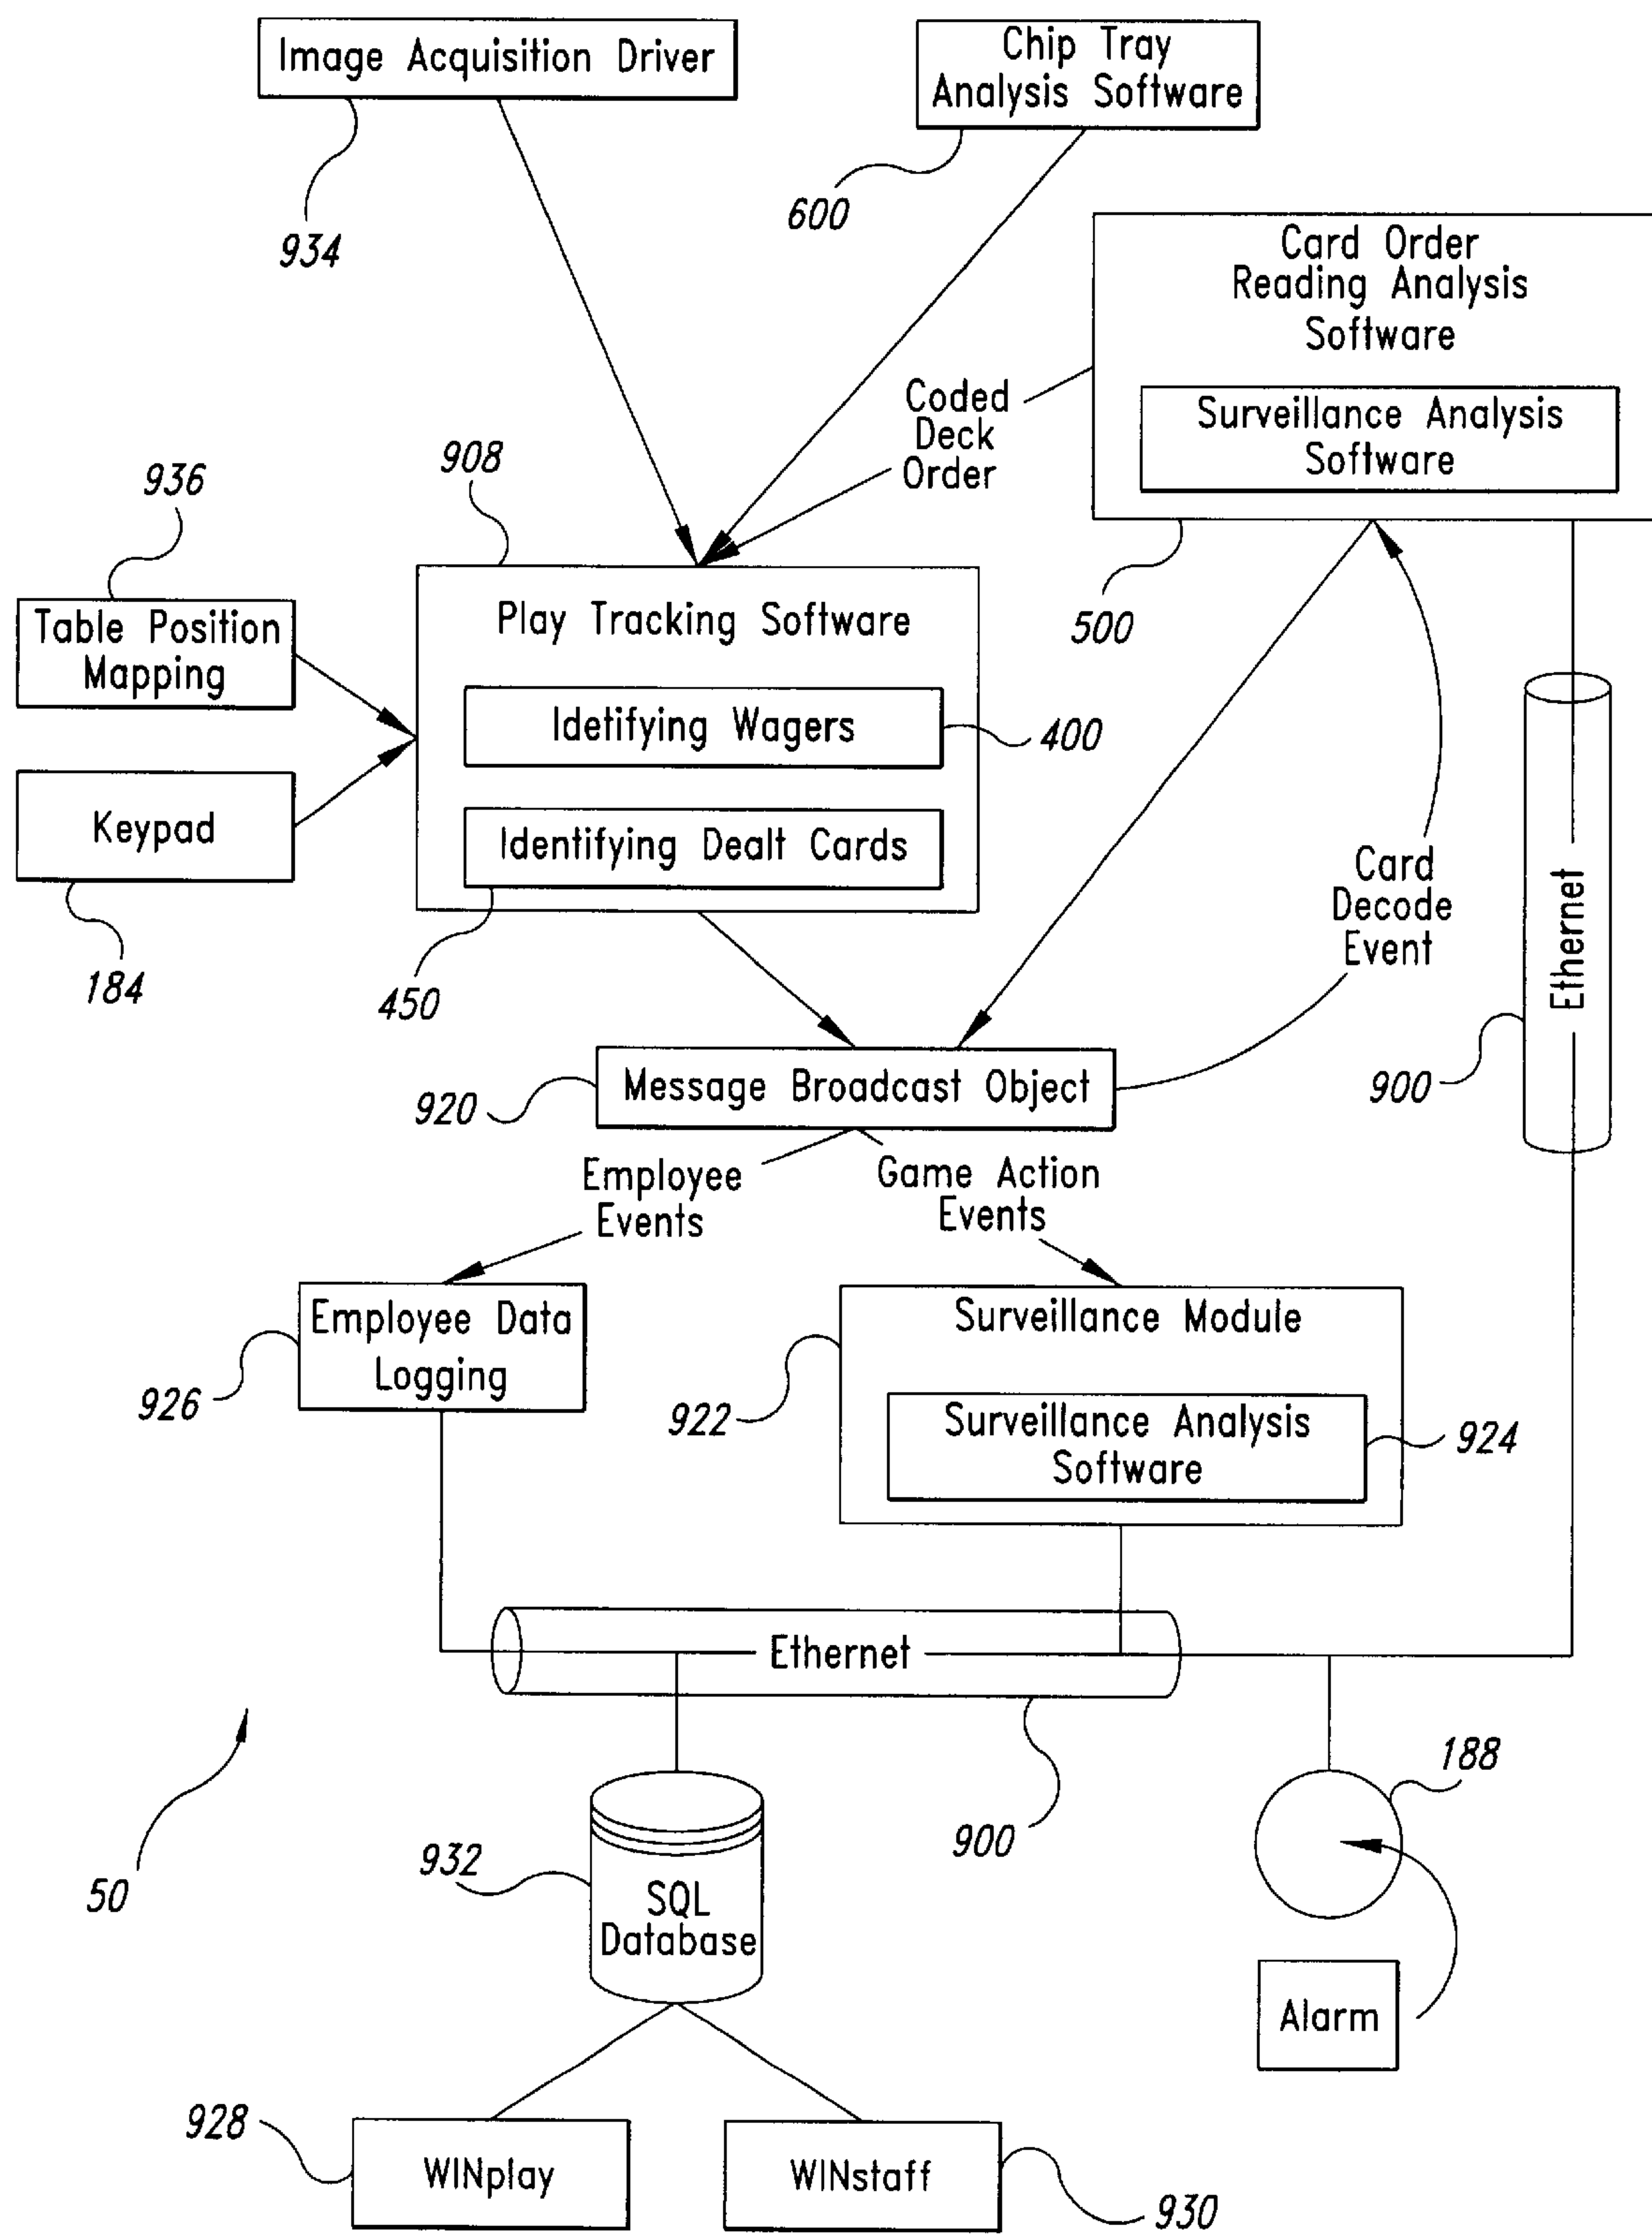 Image Acquisition Driver
934
Chip Tray
Analysis Software
600
Card Order
Reading Analysis
Software
Surveillance Analysis
Software
500
Coded
Deck
Order
936
Table Position
Mapping
Keypad
184
908
Play Tracking Software
Idetifying Wagers
400
Identifying Dealt Cards
450
Card
Decode
Event
Ethernet
900
Message Broadcast Object
920
Employee
Events
Game Action
Events
Employee Data
Logging
926
Surveillance Module
922
Surveillance Analysis
Software
924
Ethernet
900
50
188
Alarm
932
SQL
Database
928
WINplay
WINstaff
930